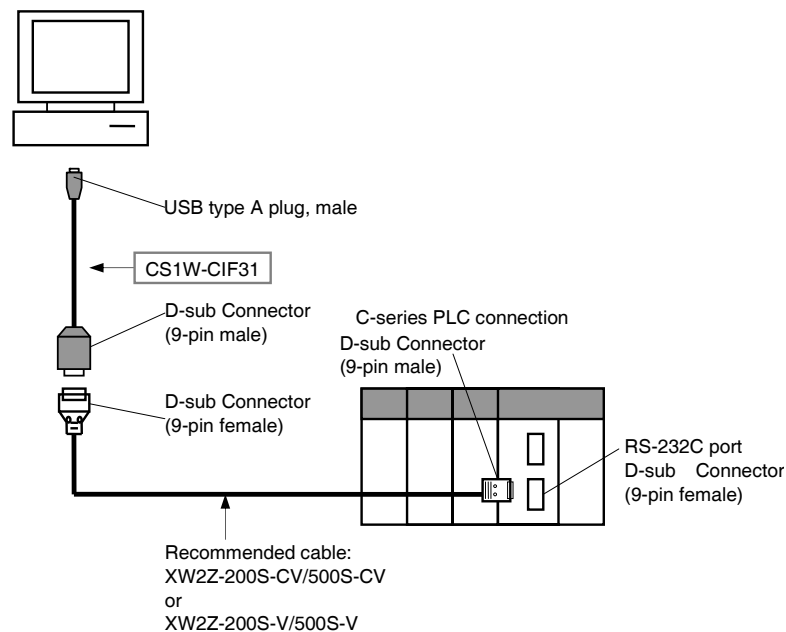 USB type A plug, male
CS1W-CIF31
D-sub Connector
(9-pin male)
C-series PLC connection
D-sub Connector
(9-pin male)
D-sub Connector
(9-pin female)
RS-232C port
D-sub Connector
(9-pin female)
Recommended cable:
XW2Z-200S-CV/500S-CV
or
XW2Z-200S-V/500S-V